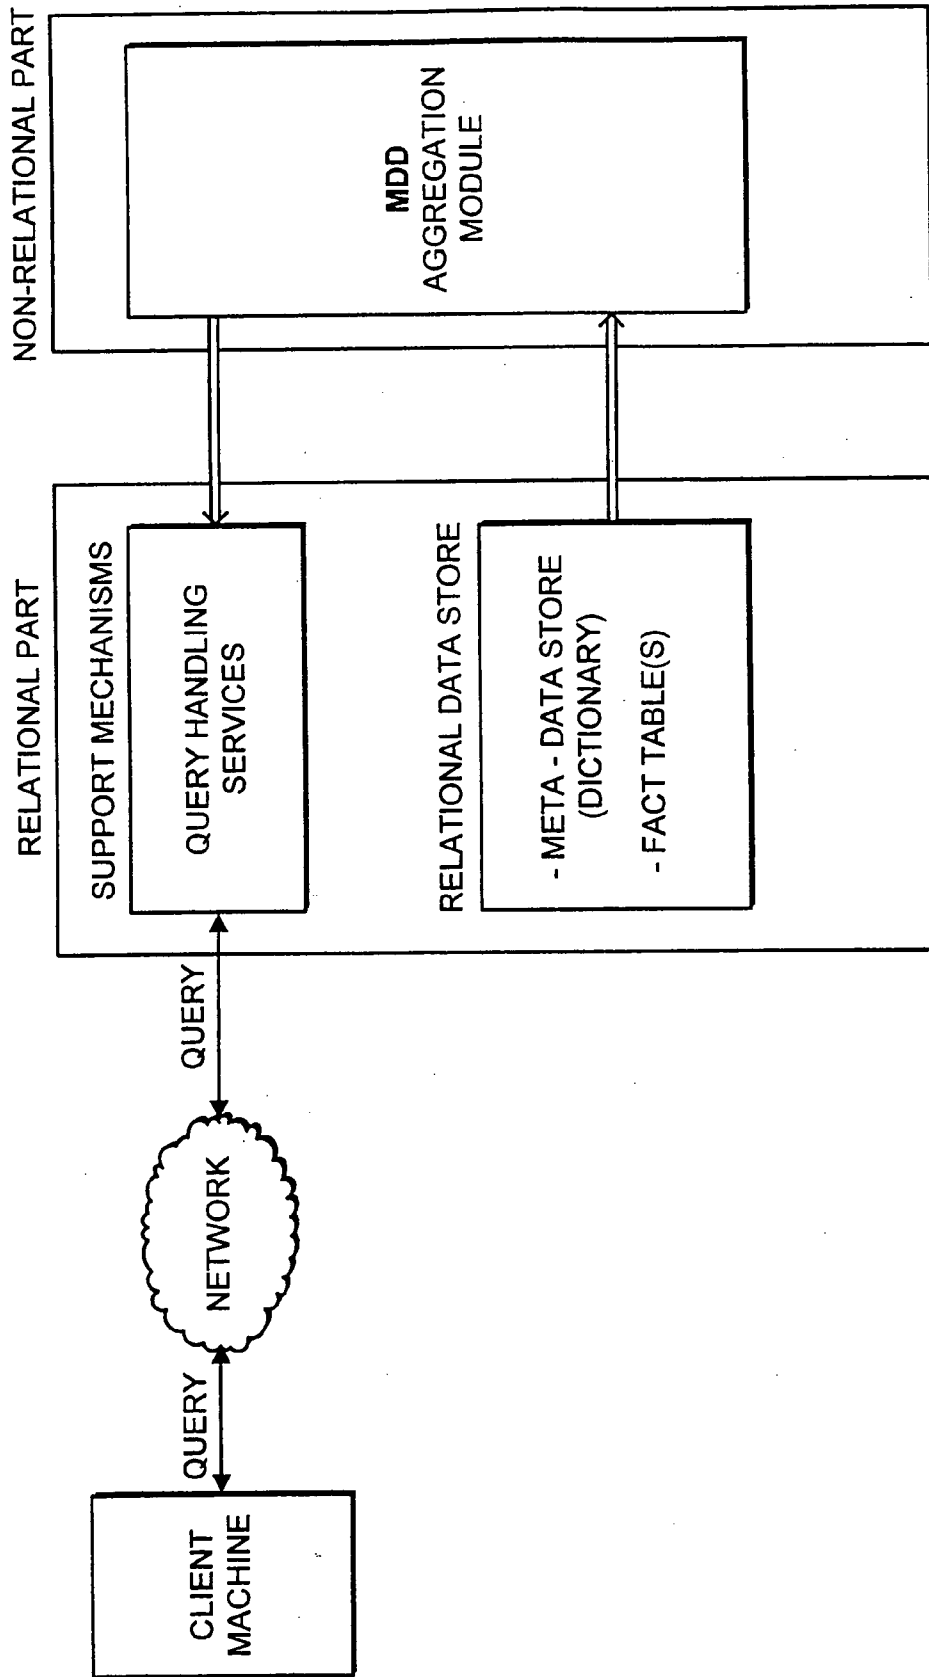 RELATIONAL PART
NON-RELATIONAL PART
SUPPORT MECHANISMS
CLIENT
MACHINE
QUERY
NETWORK
QUERY
QUERY HANDLING
SERVICES
MDD
AGGREGATION
MODULE
RELATIONAL DATA STORE
- META - DATA STORE
(DICTIONARY)
- FACT TABLE(S)